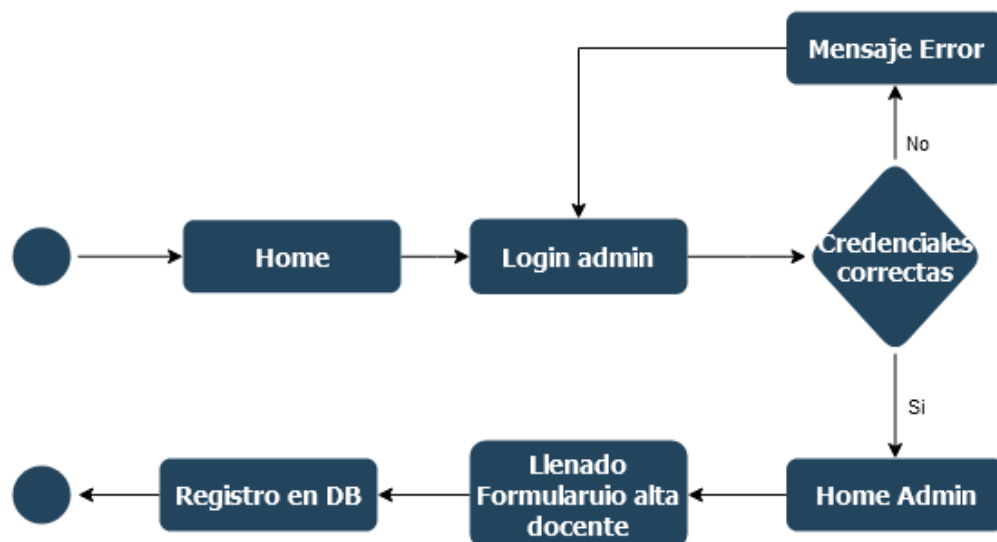 Mensaje Error
No
Home
Login admin
Credenciales
correctas
Si
Llenado
Formularuio alta
docente
Registro en DB
Home Admin